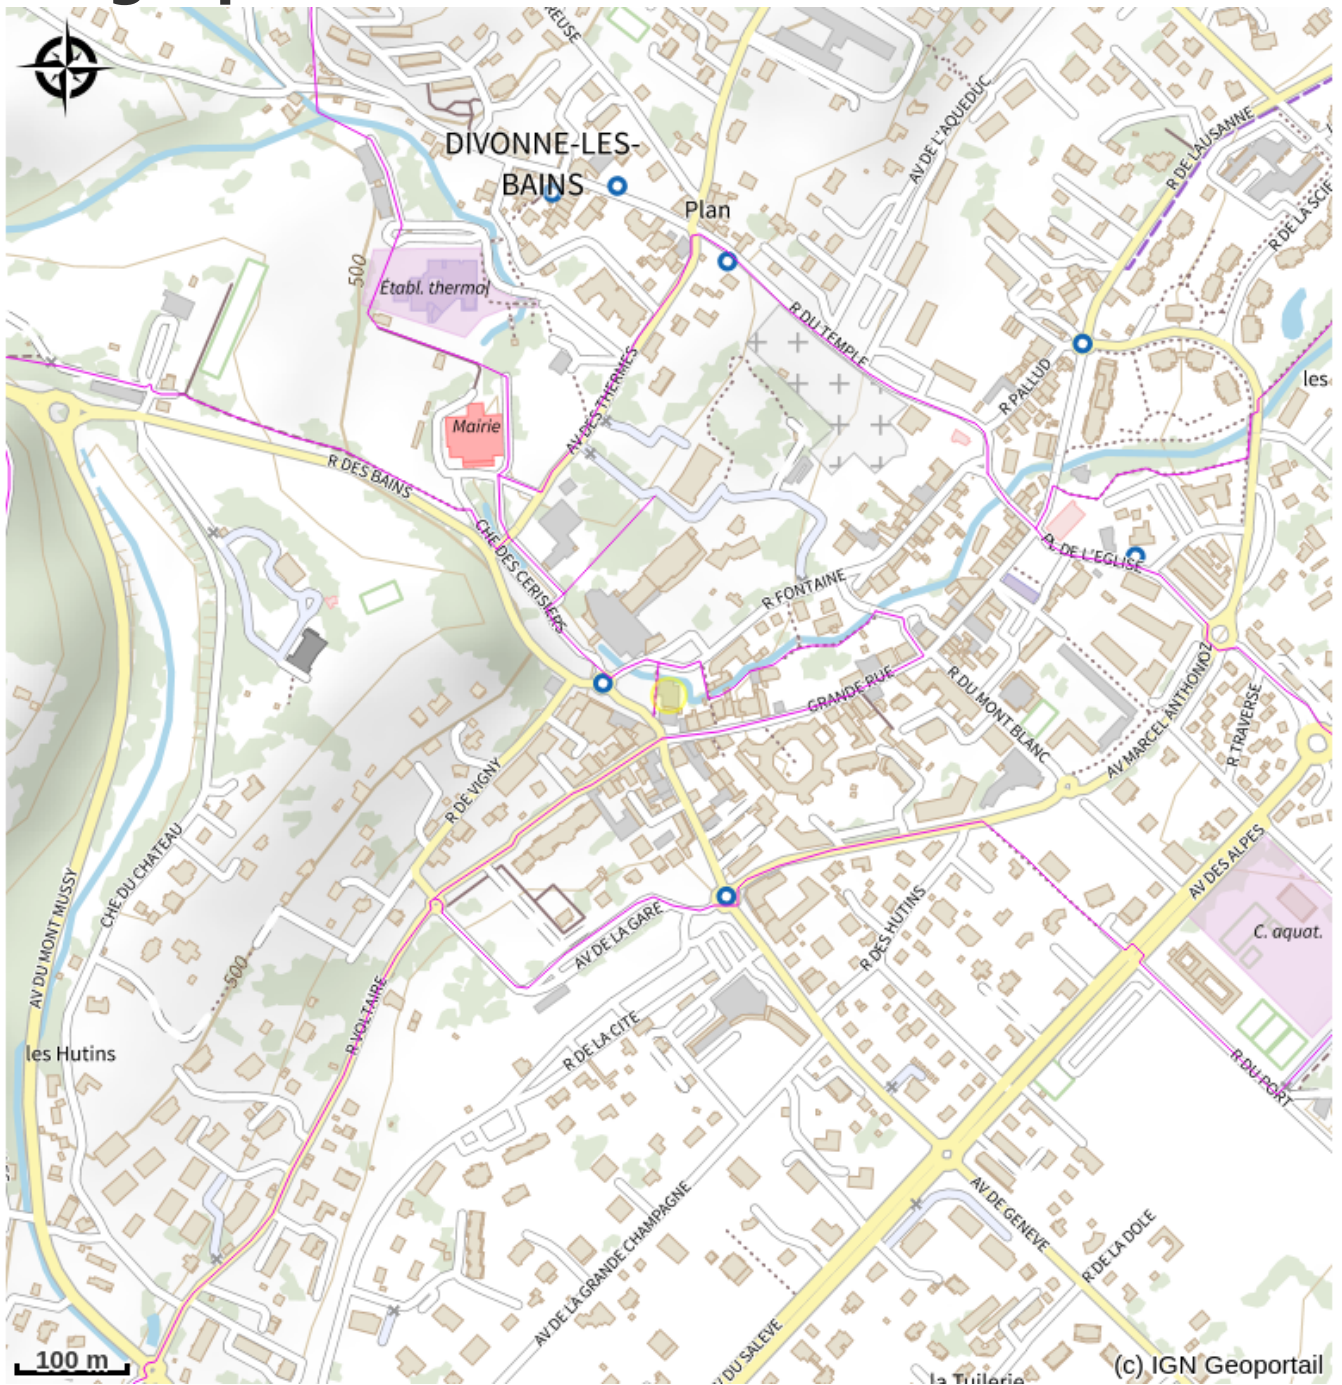 DIVONNE-LES-
BAINS
AV DE L'AQUEDUC
R DE LAUSANNE
Plan
R DE LA SCIE
500
Établ. thermal
R DU TEMPLE
AV DES THERMES
R PALLUD
les
Mairie
R DES BAINS
CHE DES CERISIERS
PL DE L'EGLISE
R FONTAINE
GRANDE RUE
R DU MONT BLANC
AV MARCEL ANTHONIOZ
R TRAVERSE
R DE VIGNY
CHE DU CHATEAU
AV DES ALPES
AV DU MONT MUSSY
R DES HUTINS
C. aquat.
AV DE LA GARE
500
R VOLTAIRE
R DE LA CITE
les Hutins
R DU PORT
AV DE LA GRANDE CHAMPAGNE
AV DE GENEVE
R DE LA DOLE
DU SALEVE
100 m
(c) IGN Geoportail
la Tuilerie